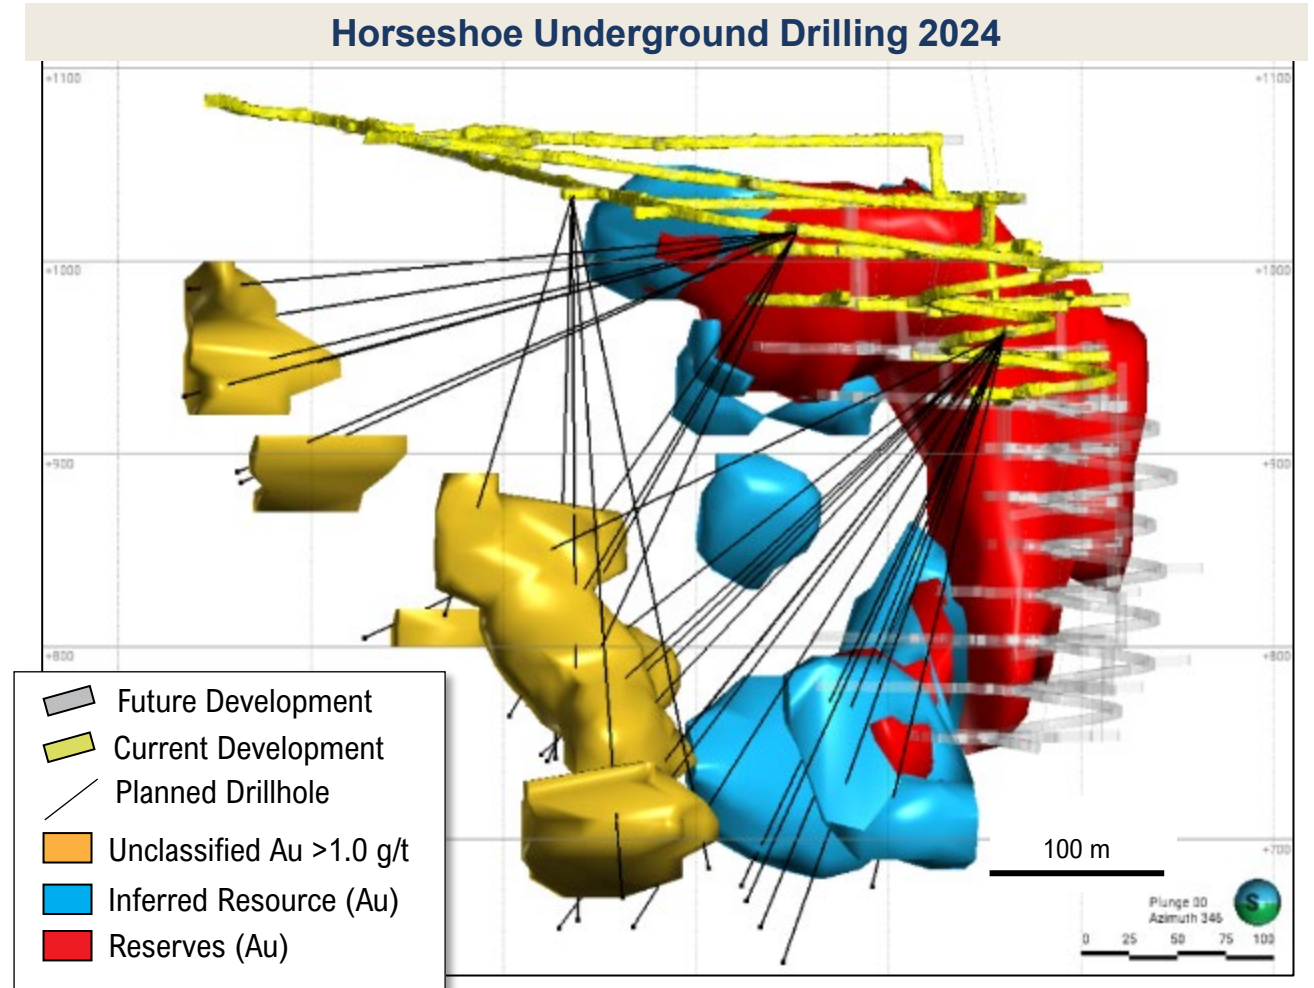 Horseshoe Underground Drilling 2024
+1100
+1100
+1000
+1000
+900
+900
+800
+800
+700
Future Development
Current Development
Planned Drillhole
Unclassified Au >1.0 g/t
Inferred Resource (Au)
Reserves (Au)
100 m
Plunge 00
Azimuth 346
S
0 25 50 75 100